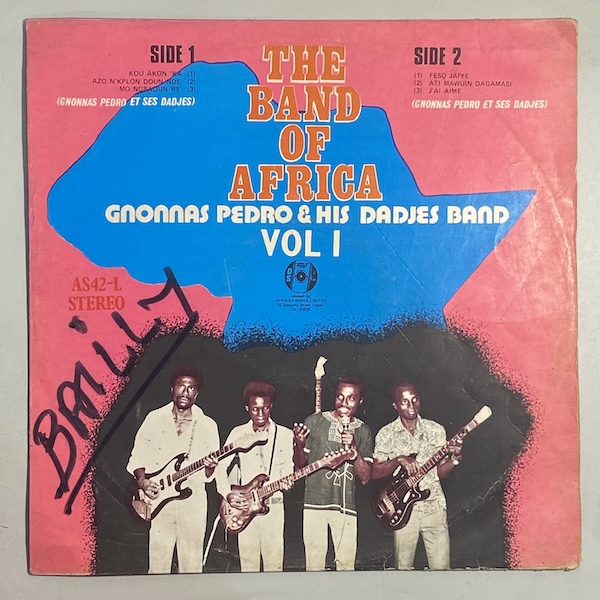 SIDE 1
KOU AKON 'KA (1)
AZO N'KPLON DOUN NDE (2)
MO NGBADUN RE (3)
(GNONNAS PEDRO ET SES DADJES)
THE
BAND
OF
AFRICA
SIDE 2
(1) FESO JAIYE
(2) ATI MAWUIN DAGAMASI
(3) J'AI AIME
(GNONNAS PEDRO ET SES DADJES)
GNONNAS PEDRO & HIS DADJES BAND
VOL I
AS42-L
STEREO
BAILLY